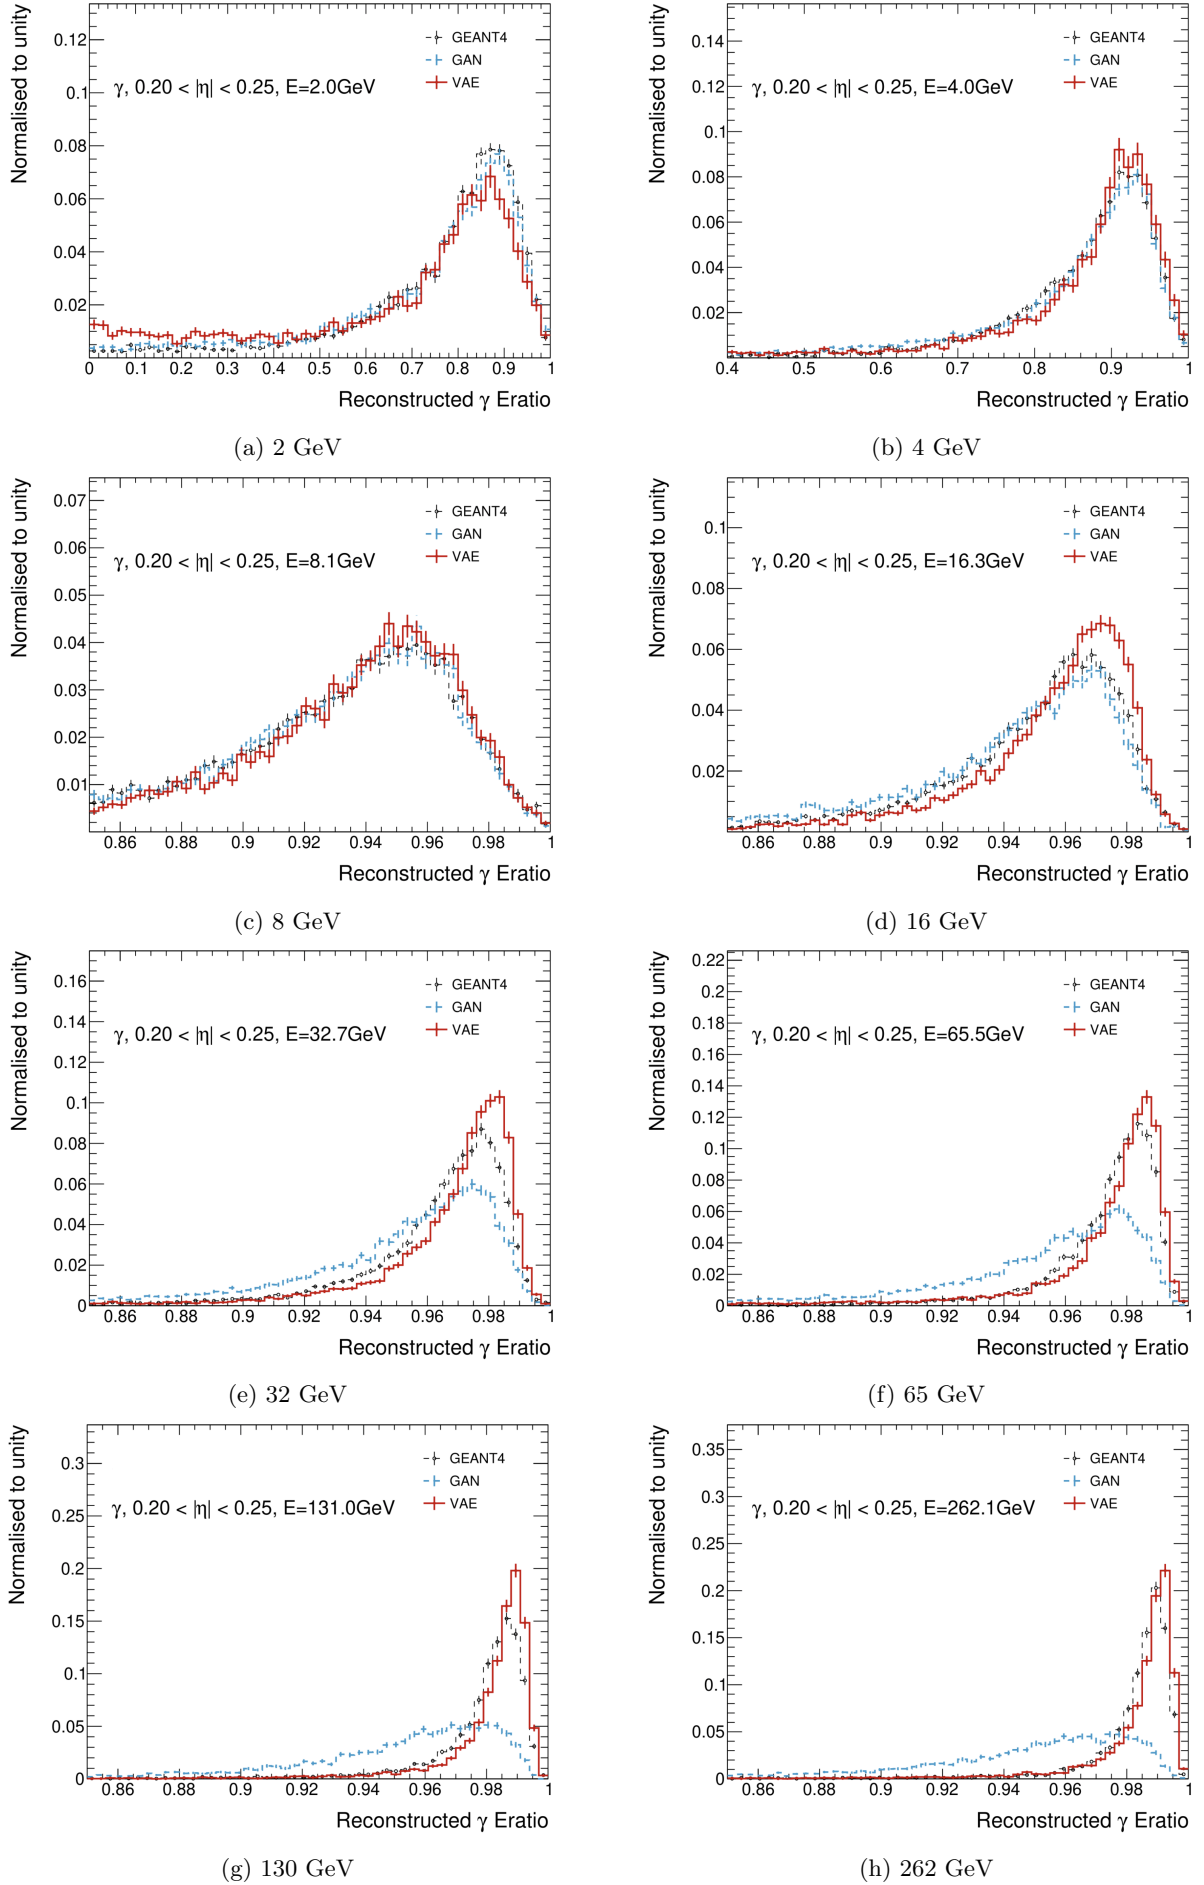 Normalised to unity
0.12
0.1
0.08
0.06
0.04
0.02
γ, 0.20 < |η| < 0.25, E=2.0GeV
GEANT4
GAN
VAE
0 0.1 0.2 0.3 0.4 0.5 0.6 0.7 0.8 0.9 1
Reconstructed γ Eratio
(a) 2 GeV
Normalised to unity
0.14
0.12
0.1
0.08
0.06
0.04
0.02
γ, 0.20 < |η| < 0.25, E=4.0GeV
GEANT4
GAN
VAE
0.4 0.5 0.6 0.7 0.8 0.9 1
Reconstructed γ Eratio
(b) 4 GeV
Normalised to unity
0.07
0.06
0.05
0.04
0.03
0.02
0.01
γ, 0.20 < |η| < 0.25, E=8.1GeV
GEANT4
GAN
VAE
0.86 0.88 0.9 0.92 0.94 0.96 0.98 1
Reconstructed γ Eratio
(c) 8 GeV
Normalised to unity
0.1
0.08
0.06
0.04
0.02
γ, 0.20 < |η| < 0.25, E=16.3GeV
GEANT4
GAN
VAE
0.86 0.88 0.9 0.92 0.94 0.96 0.98 1
Reconstructed γ Eratio
(d) 16 GeV
Normalised to unity
0.16
0.14
0.12
0.1
0.08
0.06
0.04
0.02
0
γ, 0.20 < |η| < 0.25, E=32.7GeV
GEANT4
GAN
VAE
0.86 0.88 0.9 0.92 0.94 0.96 0.98 1
Reconstructed γ Eratio
(e) 32 GeV
Normalised to unity
0.22
0.2
0.18
0.16
0.14
0.12
0.1
0.08
0.06
0.04
0.02
0
γ, 0.20 < |η| < 0.25, E=65.5GeV
GEANT4
GAN
VAE
0.86 0.88 0.9 0.92 0.94 0.96 0.98 1
Reconstructed γ Eratio
(f) 65 GeV
Normalised to unity
0.3
0.25
0.2
0.15
0.1
0.05
0
γ, 0.20 < |η| < 0.25, E=131.0GeV
GEANT4
GAN
VAE
0.86 0.88 0.9 0.92 0.94 0.96 0.98 1
Reconstructed γ Eratio
(g) 130 GeV
Normalised to unity
0.35
0.3
0.25
0.2
0.15
0.1
0.05
0
γ, 0.20 < |η| < 0.25, E=262.1GeV
GEANT4
GAN
VAE
0.86 0.88 0.9 0.92 0.94 0.96 0.98 1
Reconstructed γ Eratio
(h) 262 GeV